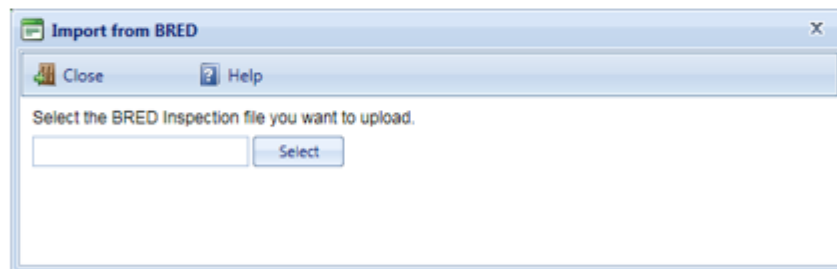 Import from BRED
x
Close Help
Select the BRED Inspection file you want to upload.
Select